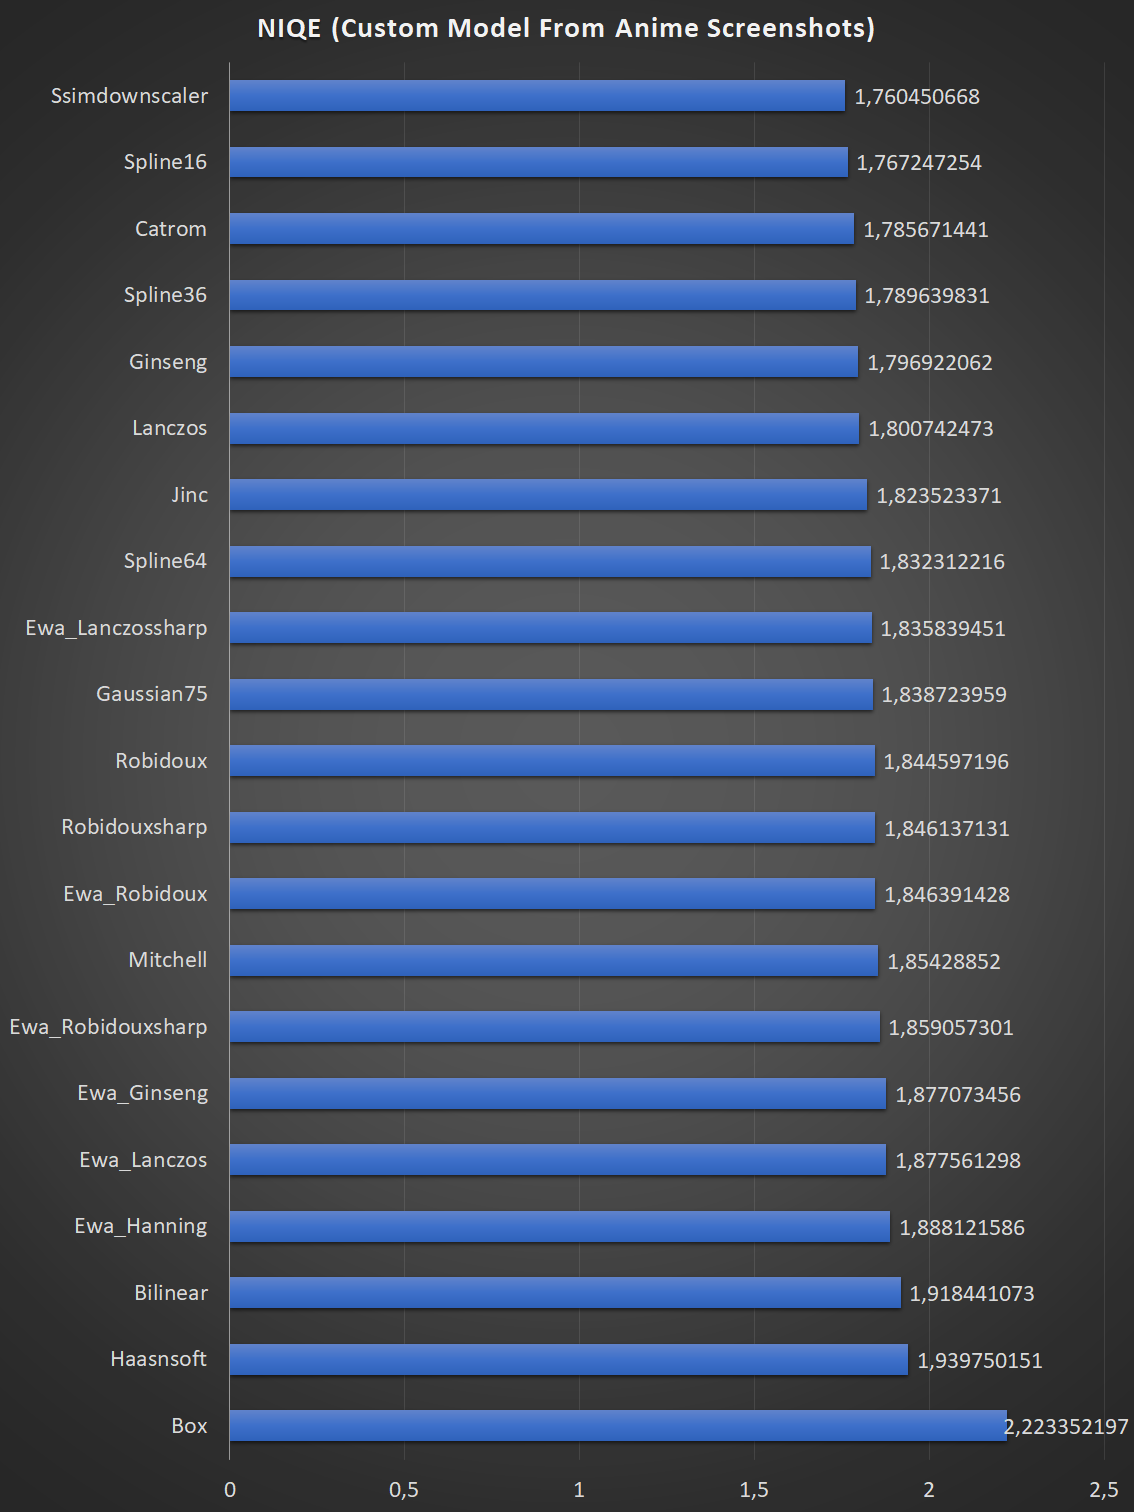 NIQE (Custom Model From Anime Screenshots)
Ssimdownscaler 1,760450668
Spline16 1,767247254
Catrom 1,785671441
Spline36 1,789639831
Ginseng 1,796922062
Lanczos 1,800742473
Jinc 1,823523371
Spline64 1,832312216
Ewa_Lanczossharp 1,835839451
Gaussian75 1,838723959
Robidoux 1,844597196
Robidouxsharp 1,846137131
Ewa_Robidoux 1,846391428
Mitchell 1,85428852
Ewa_Robidouxsharp 1,859057301
Ewa_Ginseng 1,877073456
Ewa_Lanczos 1,877561298
Ewa_Hanning 1,888121586
Bilinear 1,918441073
Haasnsoft 1,939750151
Box 2,223352197
0 0,5 1 1,5 2 2,5